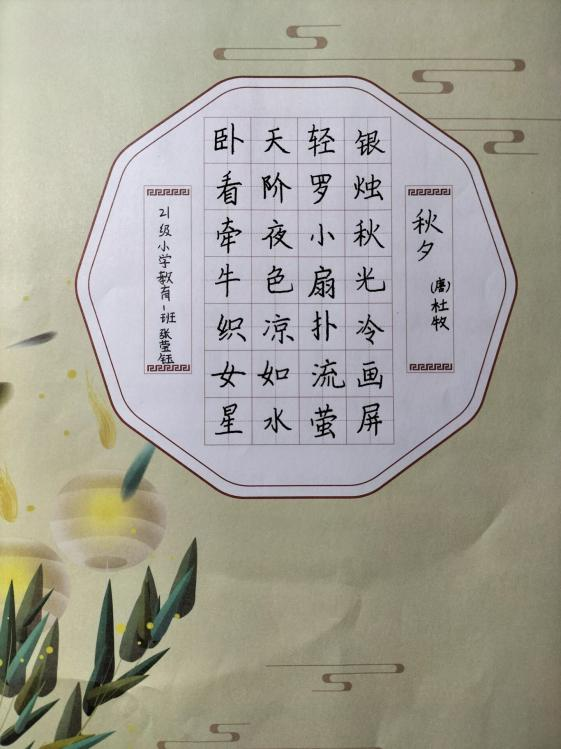 秋夕
(唐)杜牧
银烛秋光冷画屏
轻罗小扇扑流萤
天阶夜色凉如水
卧看牵牛织女星
21级小学教育1班 张莹钰